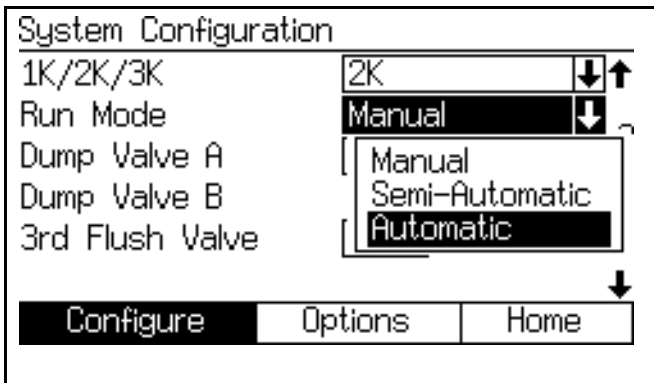 System Configuration
1K/2K/3K 2K
Run Mode Manual
Dump Valve A Manual
Dump Valve B Semi-Automatic
3rd Flush Valve Automatic
Configure Options Home